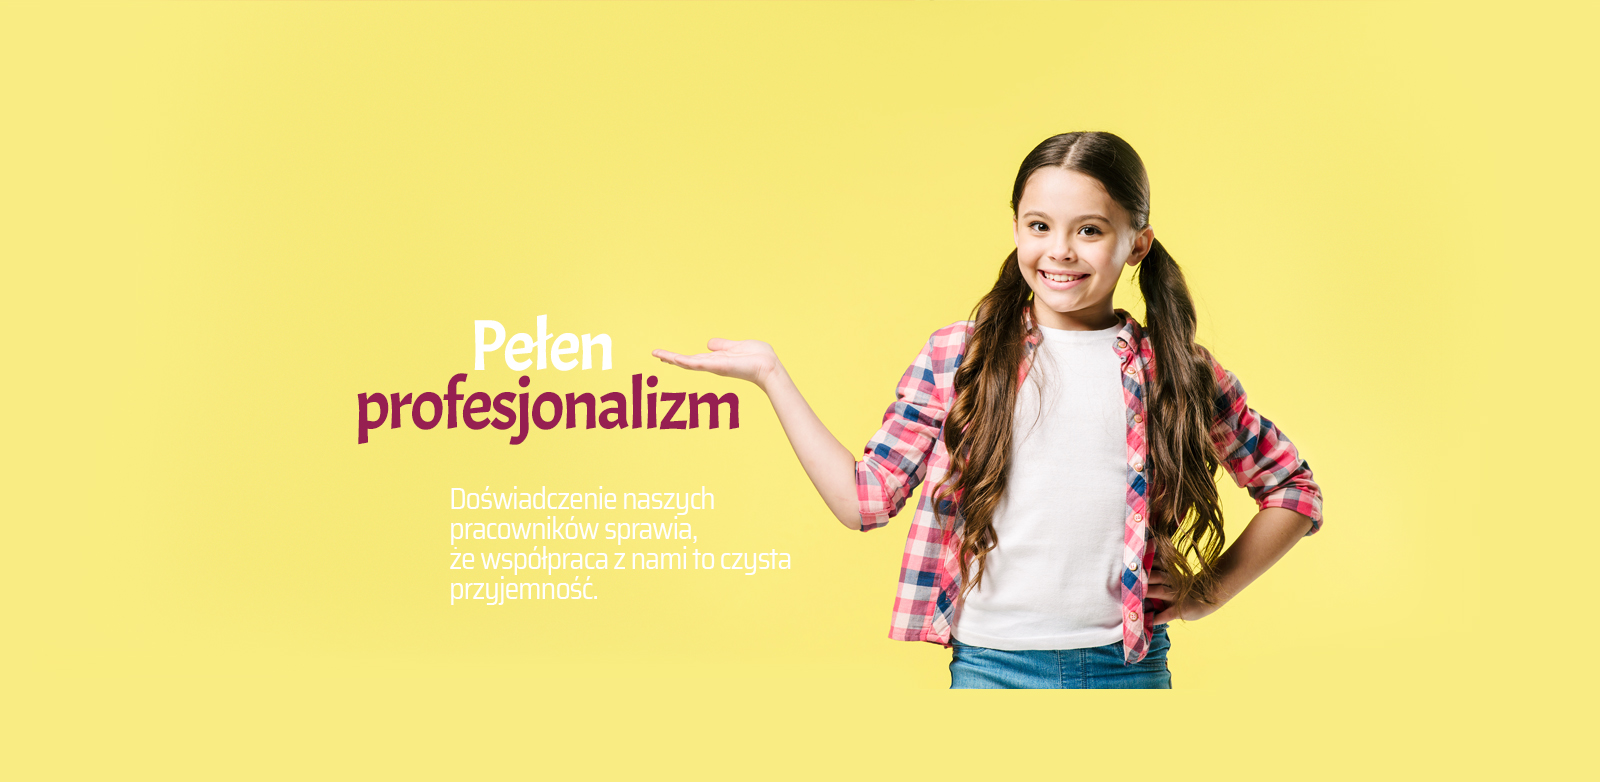 Pełen
profesjonalizm
Doświadczenie naszych
pracowników sprawia,
że współpraca z nami to czysta
przyjemność.